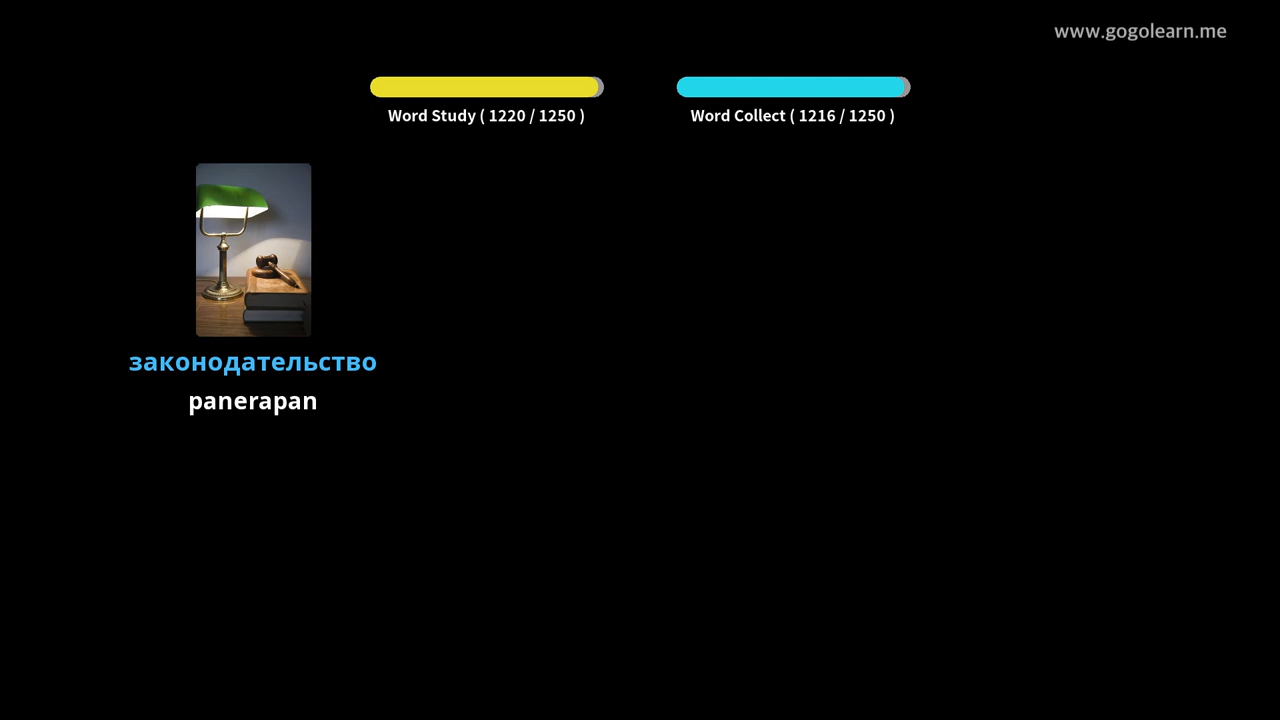 www.gogolearn.me
Word Study ( 1220 / 1250 )
Word Collect ( 1216 / 1250 )
законодательство
panerapan